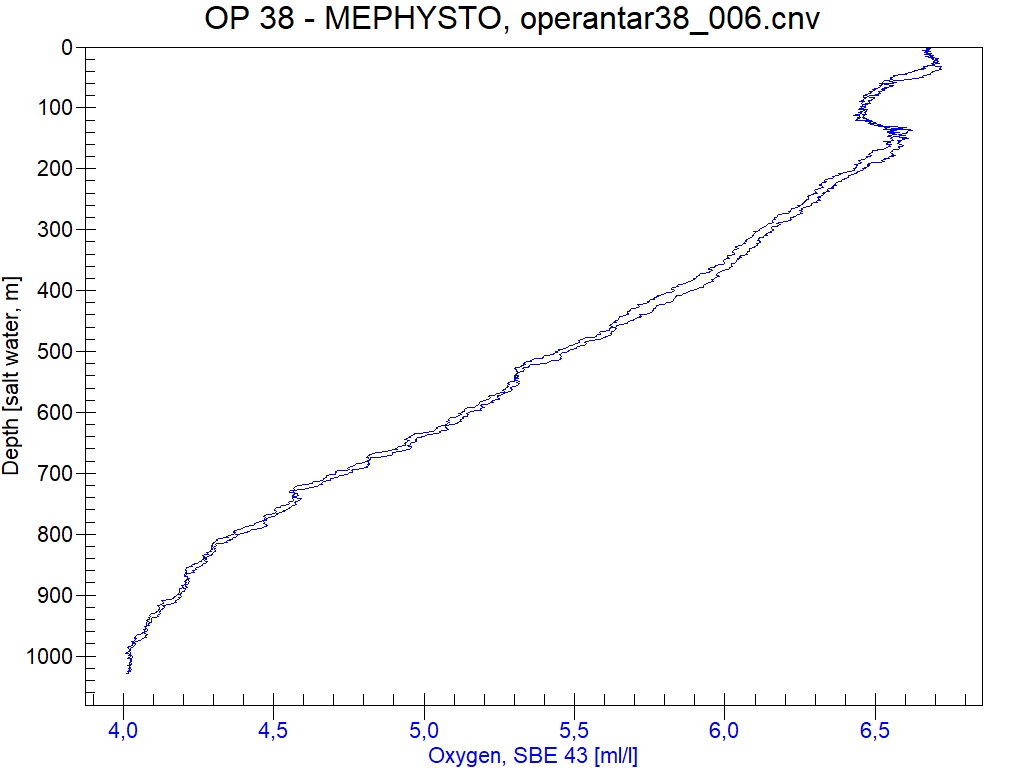 OP 38 - MEPHYSTO, operantar38_006.cnv
0
100
200
300
400
500
600
700
800
900
1000
Depth [salt water, m]
4,0 4,5 5,0 5,5 6,0 6,5
Oxygen, SBE 43 [ml/l]